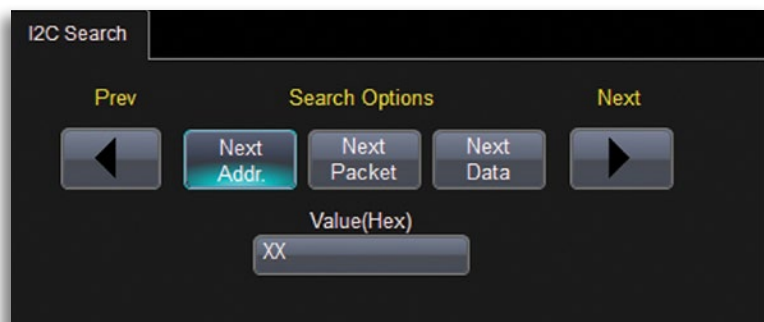 I2C Search
Prev Search Options Next
Next Addr.
Next Packet
Next Data
Value(Hex)
XX